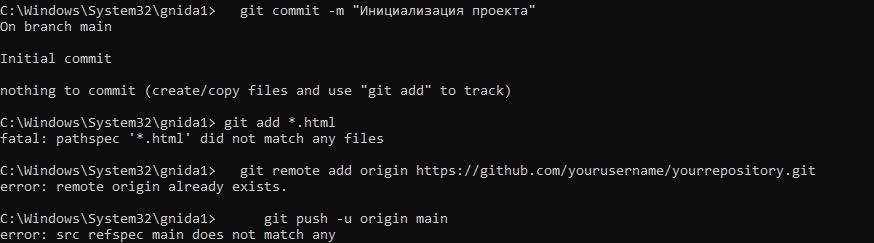 C:\Windows\System32\gnida1>   git commit -m "Инициализация проекта"
On branch main
Initial commit
nothing to commit (create/copy files and use "git add" to track)
C:\Windows\System32\gnida1> git add *.html
fatal: pathspec '*.html' did not match any files
C:\Windows\System32\gnida1>   git remote add origin https://github.com/yourusername/yourrepository.git
error: remote origin already exists.
C:\Windows\System32\gnida1>      git push -u origin main
error: src refspec main does not match any